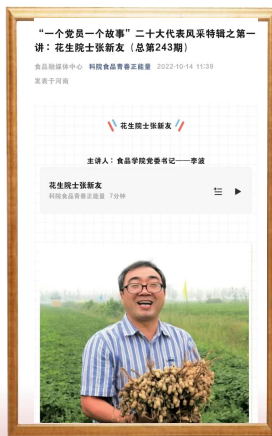 “一个党员一个故事”二十大代表风采特辑之第一
讲：花生院士张新友（总第243期）
食品融媒体中心 科院食品青春正能量 2022-10-14 11:39
发表于河南
花生院士张新友
主讲人：食品学院党委书记——李波
花生院士张新友
科院食品青春正能量 7分钟